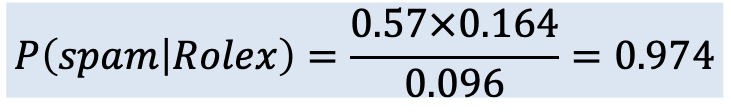 P(spam|Rolex) = 0.57×0.164 / 0.096 = 0.974